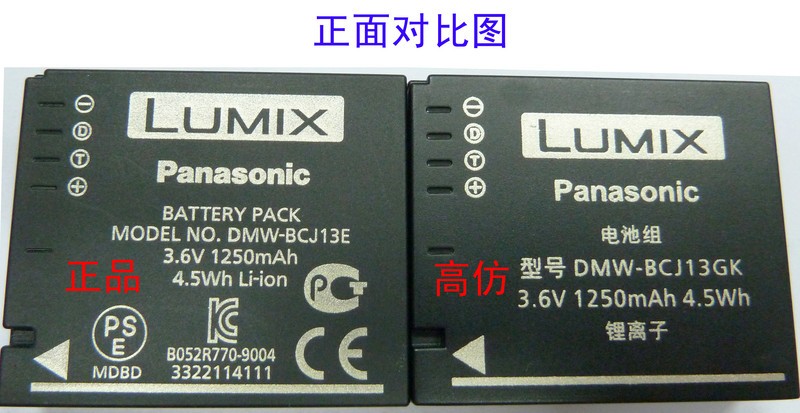 正面对比图
LUMIX
Panasonic
BATTERY PACK
MODEL NO. DMW-BCJ13E
3.6V 1250mAh
4.5Wh Li-ion
正品
D
T
PG
PS
E
MDBD
B052R770-9004
3322114111
CE
LUMIX
Panasonic
电池组
型号 DMW-BCJ13GK
3.6V 1250mAh 4.5Wh
锂离子
高仿
D
T